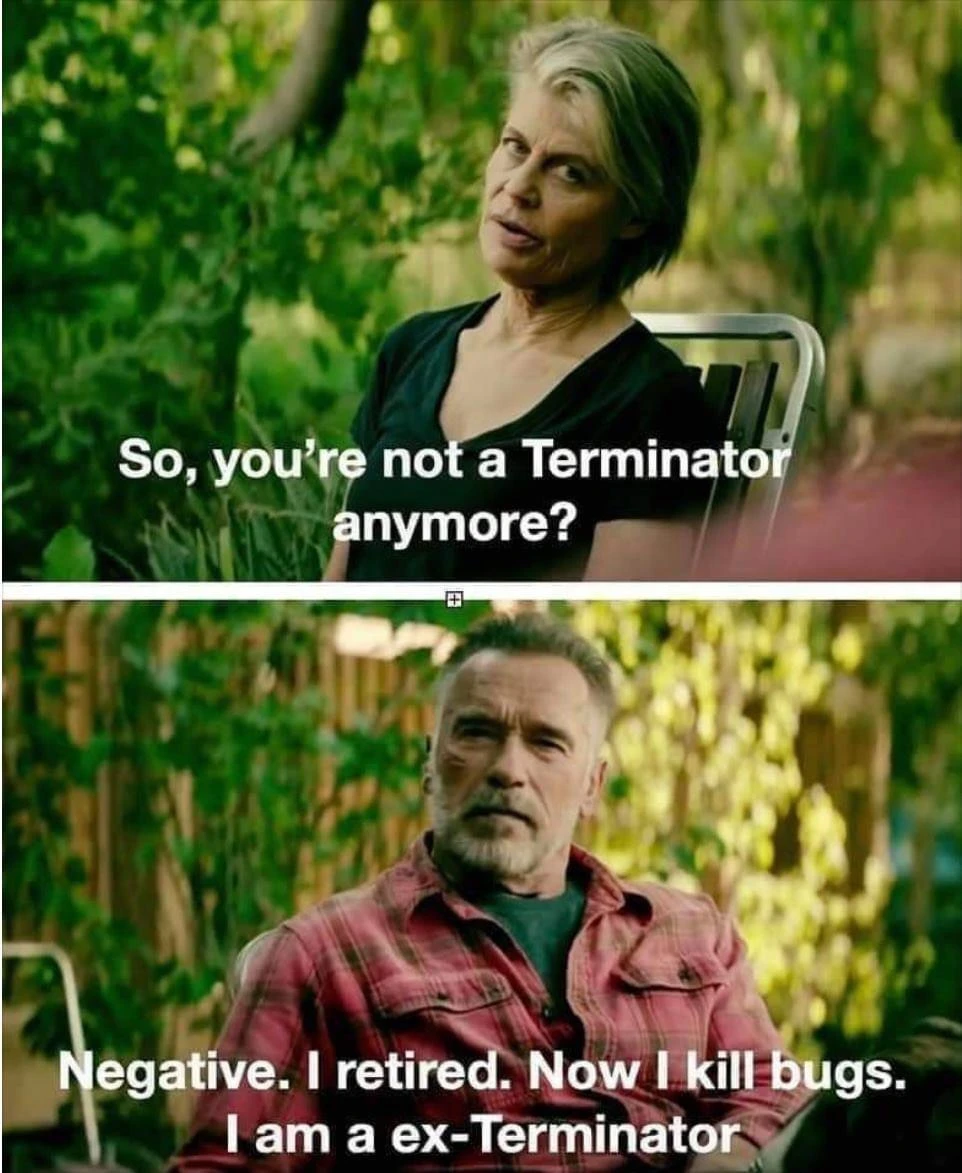 So, you're not a Terminator
anymore?
Negative. I retired. Now I kill bugs.
I am a ex-Terminator